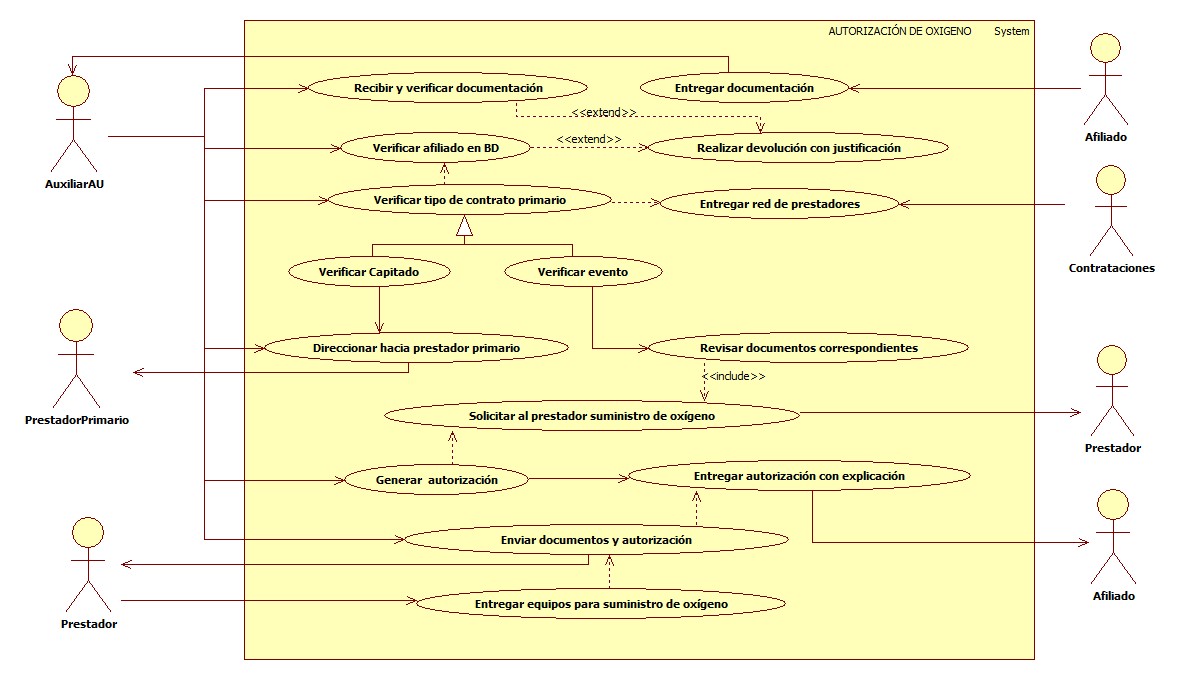 AUTORIZACIÓN DE OXIGENO System
Recibir y verificar documentación
Entregar documentación
<<extend>>
Afiliado
Verificar afiliado en BD
<<extend>>
Realizar devolución con justificación
AuxiliarAU
Verificar tipo de contrato primario
Entregar red de prestadores
Contrataciones
Verificar Capitado
Verificar evento
Direccionar hacia prestador primario
Revisar documentos correspondientes
<<include>>
PrestadorPrimario
Solicitar al prestador suministro de oxígeno
Prestador
Generar autorización
Entregar autorización con explicación
Enviar documentos y autorización
Afiliado
Entregar equipos para suministro de oxígeno
Prestador